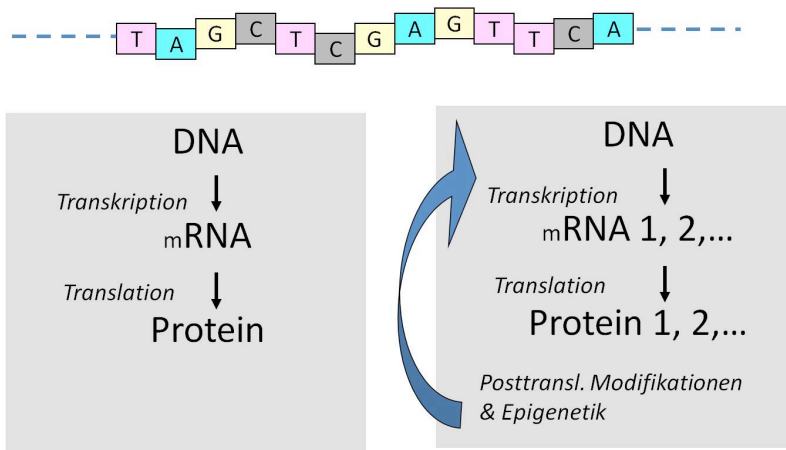 T A G C T C G A G T T C A
DNA
Transkription
mRNA
Translation
Protein
DNA
Transkription
mRNA 1, 2,...
Translation
Protein 1, 2,...
Posttransl. Modifikationen
& Epigenetik